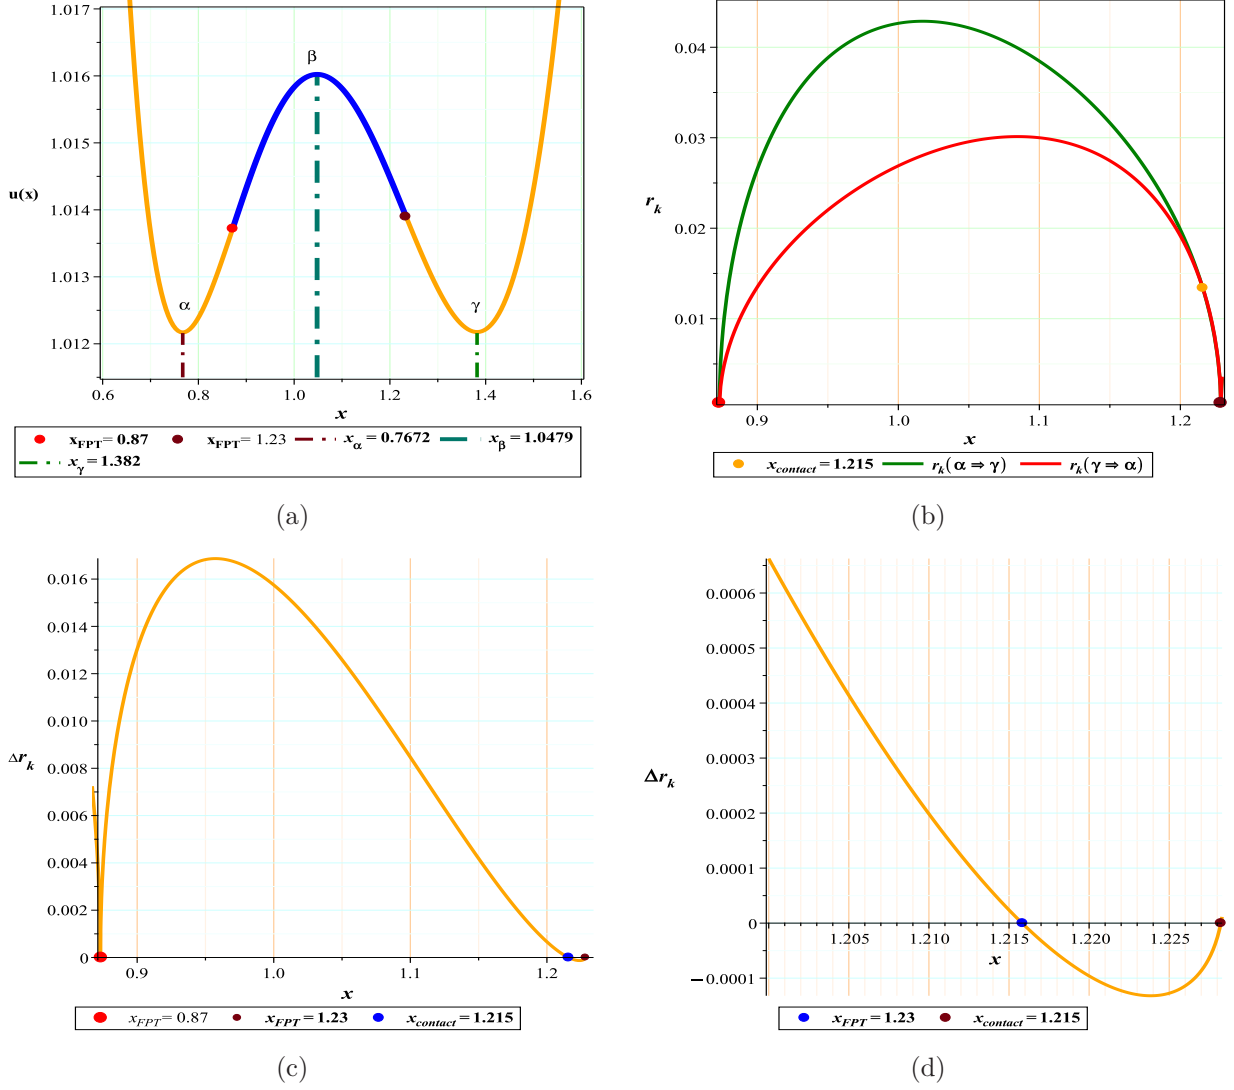 1.017
1.016
1.015
1.014
1.013
1.012
u(x)
β
α
γ
0.6 0.8 1.0 1.2 1.4 1.6
x
x_FPT = 0.87 x_FPT = 1.23 x_α = 0.7672 x_β = 1.0479
x_γ = 1.382
(a)
0.04
0.03
0.02
0.01
r_k
0.9 1.0 1.1 1.2
x
x_contact = 1.215 r_k(α ⇒ γ) r_k(γ ⇒ α)
(b)
0.016
0.014
0.012
0.010
0.008
0.006
0.004
0.002
0
Δr_k
0.9 1.0 1.1 1.2
x
x_FPT = 0.87 x_FPT = 1.23 x_contact = 1.215
(c)
0.0006
0.0005
0.0004
0.0003
0.0002
0.0001
0
−0.0001
Δr_k
1.205 1.210 1.215 1.220 1.225
x
x_FPT = 1.23 x_contact = 1.215
(d)